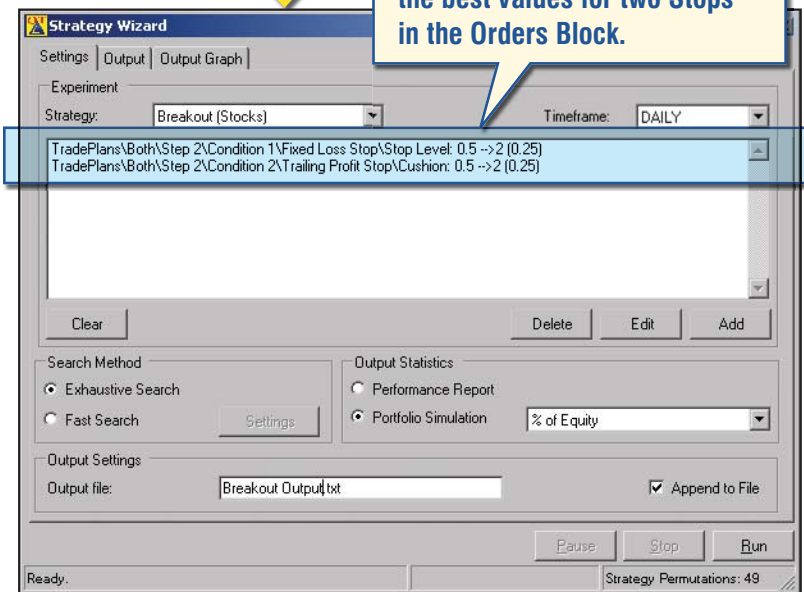 the best values for two Stops
in the Orders Block.
Strategy Wizard
Settings Output Output Graph
Experiment
Strategy: Breakout (Stocks) Timeframe: DAILY
TradePlans\Both\Step 2\Condition 1\Fixed Loss Stop\Stop Level: 0.5 -->2 (0.25)
TradePlans\Both\Step 2\Condition 2\Trailing Profit Stop\Cushion: 0.5 -->2 (0.25)
Clear Delete Edit Add
Search Method Output Statistics
Exhaustive Search Performance Report
Fast Search Settings Portfolio Simulation % of Equity
Output Settings
Output file: Breakout Output.txt Append to File
Pause Stop Run
Ready. Strategy Permutations: 49